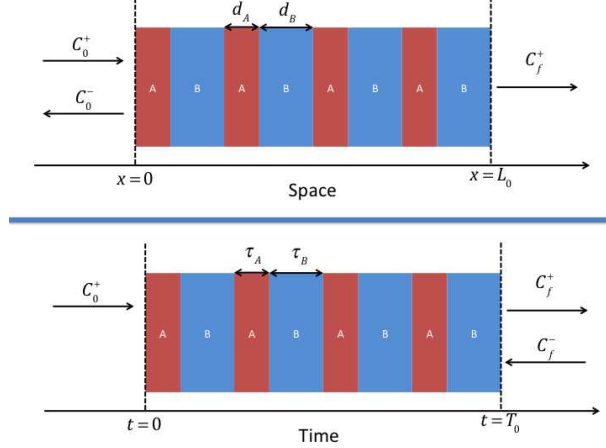 d_A d_B
C_0^+
C_0^-
A B A B A B A B
C_f^+
x=0
Space
x=L_0
τ_A τ_B
C_0^+
A B A B A B A B
C_f^+
C_f^-
t=0
Time
t=T_0